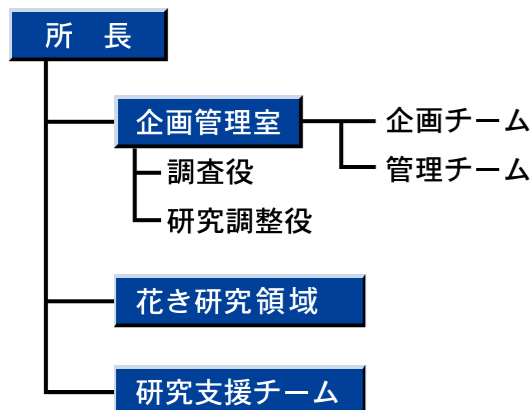 所　長
企画管理室
企画チーム
管理チーム
調査役
研究調整役
花き研究領域
研究支援チーム